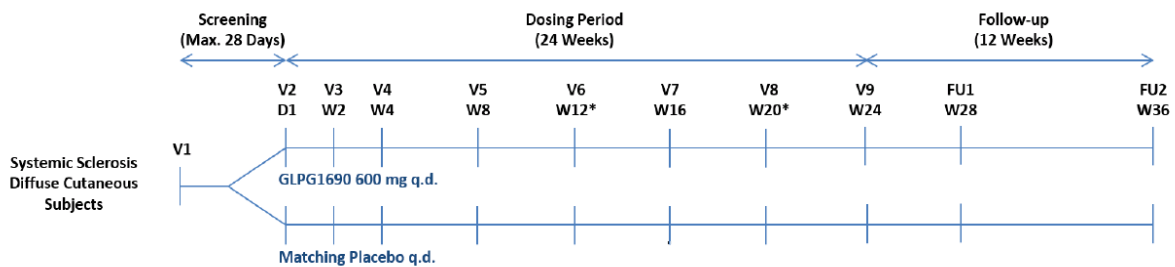 Screening
(Max. 28 Days)
Dosing Period
(24 Weeks)
Follow-up
(12 Weeks)
V2 V3 V4 V5 V6 V7 V8 V9 FU1 FU2
D1 W2 W4 W8 W12* W16 W20* W24 W28 W36
V1
Systemic Sclerosis
Diffuse Cutaneous
Subjects
GLPG1690 600 mg q.d.
Matching Placebo q.d.